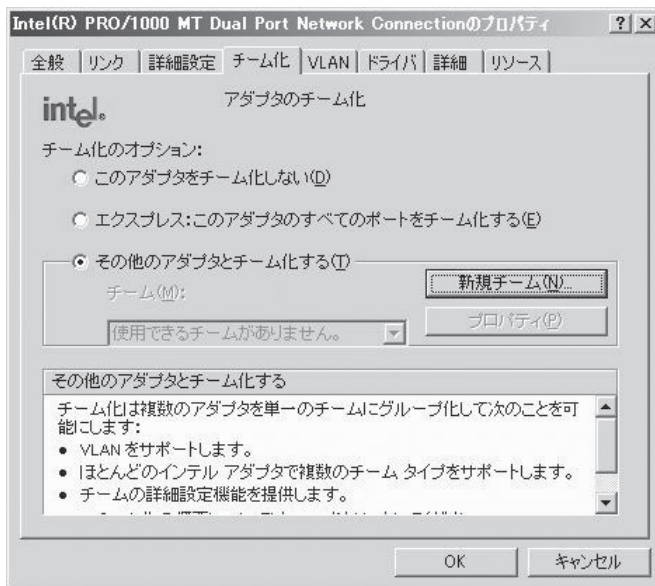 Intel(R) PRO/1000 MT Dual Port Network Connectionのプロパティ
全般 リンク 詳細設定 チーム化 VLAN ドライバ 詳細 リソース
intel.
アダプタのチーム化
チーム化のオプション:
このアダプタをチーム化しない(D)
エクスプレス:このアダプタのすべてのポートをチーム化する(E)
その他のアダプタとチーム化する(T)
チーム(M):
新規チーム(N)...
使用できるチームがありません。
プロパティ(P)
その他のアダプタとチーム化する
チーム化は複数のアダプタを単一のチームにグループ化して次のことを可
能にします:
• VLAN をサポートします。
• ほとんどのインテル アダプタで複数のチーム タイプをサポートします。
• チームの詳細設定機能を提供します。
OK キャンセル